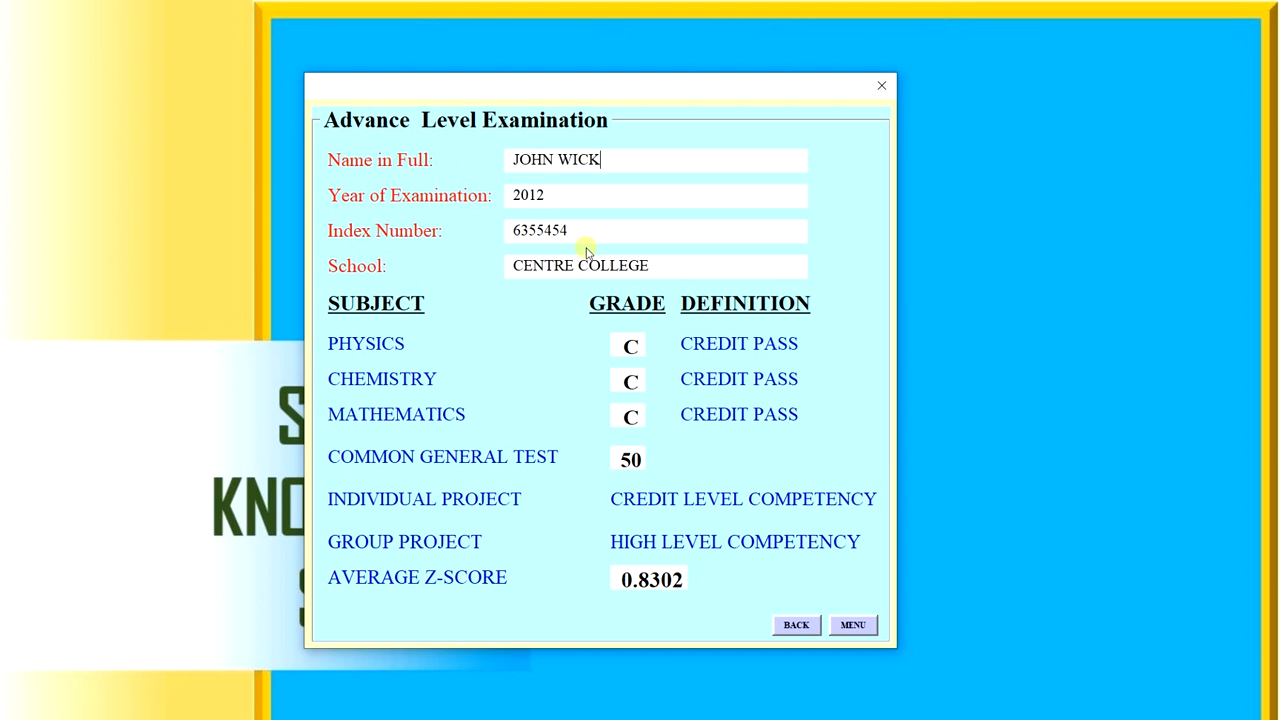 Advance Level Examination
Name in Full: JOHN WICK
Year of Examination: 2012
Index Number: 6355454
School: CENTRE COLLEGE
SUBJECT GRADE DEFINITION
PHYSICS C CREDIT PASS
CHEMISTRY C CREDIT PASS
MATHEMATICS C CREDIT PASS
COMMON GENERAL TEST 50
INDIVIDUAL PROJECT CREDIT LEVEL COMPETENCY
GROUP PROJECT HIGH LEVEL COMPETENCY
AVERAGE Z-SCORE 0.8302
BACK MENU